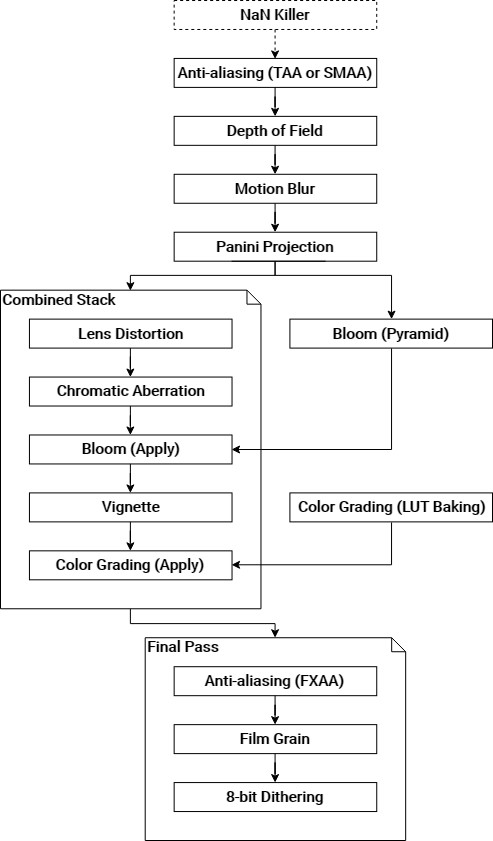 NaN Killer
Anti-aliasing (TAA or SMAA)
Depth of Field
Motion Blur
Panini Projection
Combined Stack
Lens Distortion
Bloom (Pyramid)
Chromatic Aberration
Bloom (Apply)
Vignette
Color Grading (LUT Baking)
Color Grading (Apply)
Final Pass
Anti-aliasing (FXAA)
Film Grain
8-bit Dithering